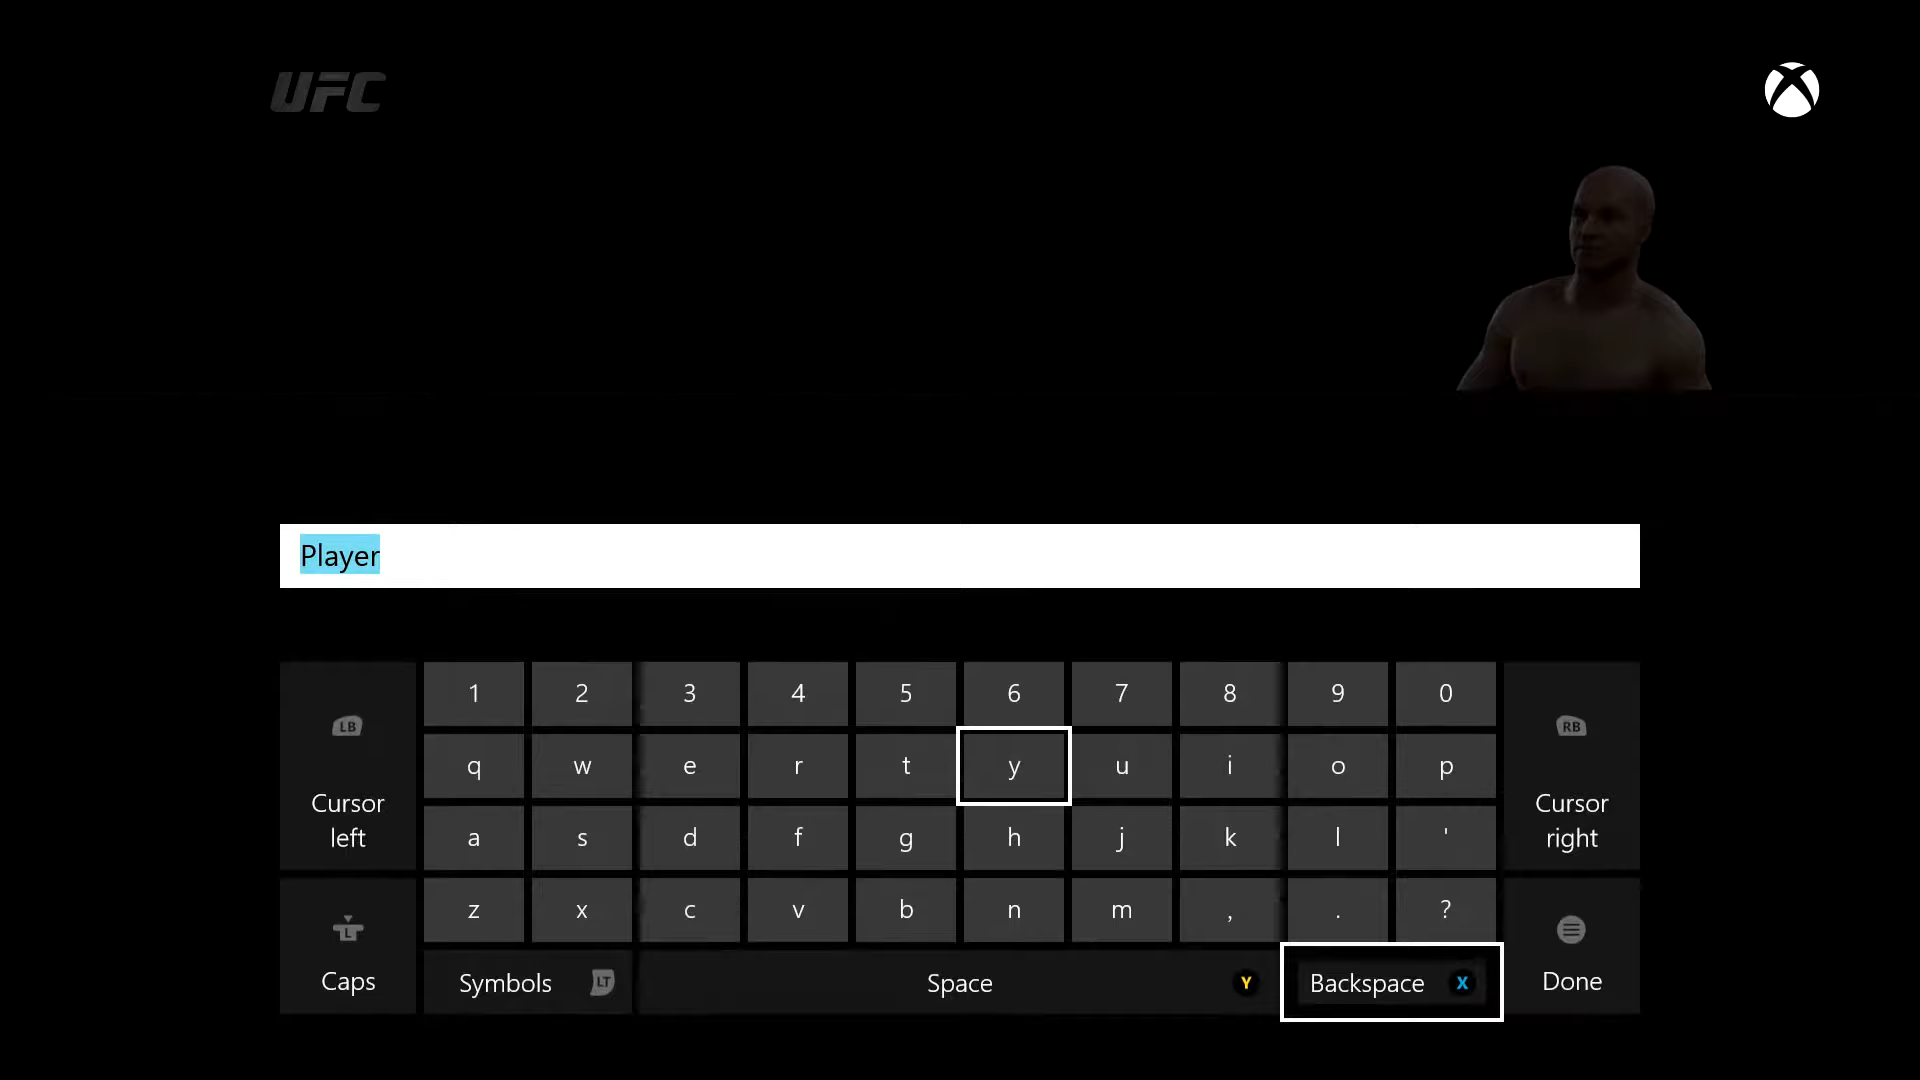 UFC
Player
LB
Cursor
left
1 2 3 4 5 6 7 8 9 0
RB
Cursor
right
q w e r t y u i o p
a s d f g h j k l '
z x c v b n m , . ?
L
Caps
Symbols LT
Space Y
Backspace X
Done